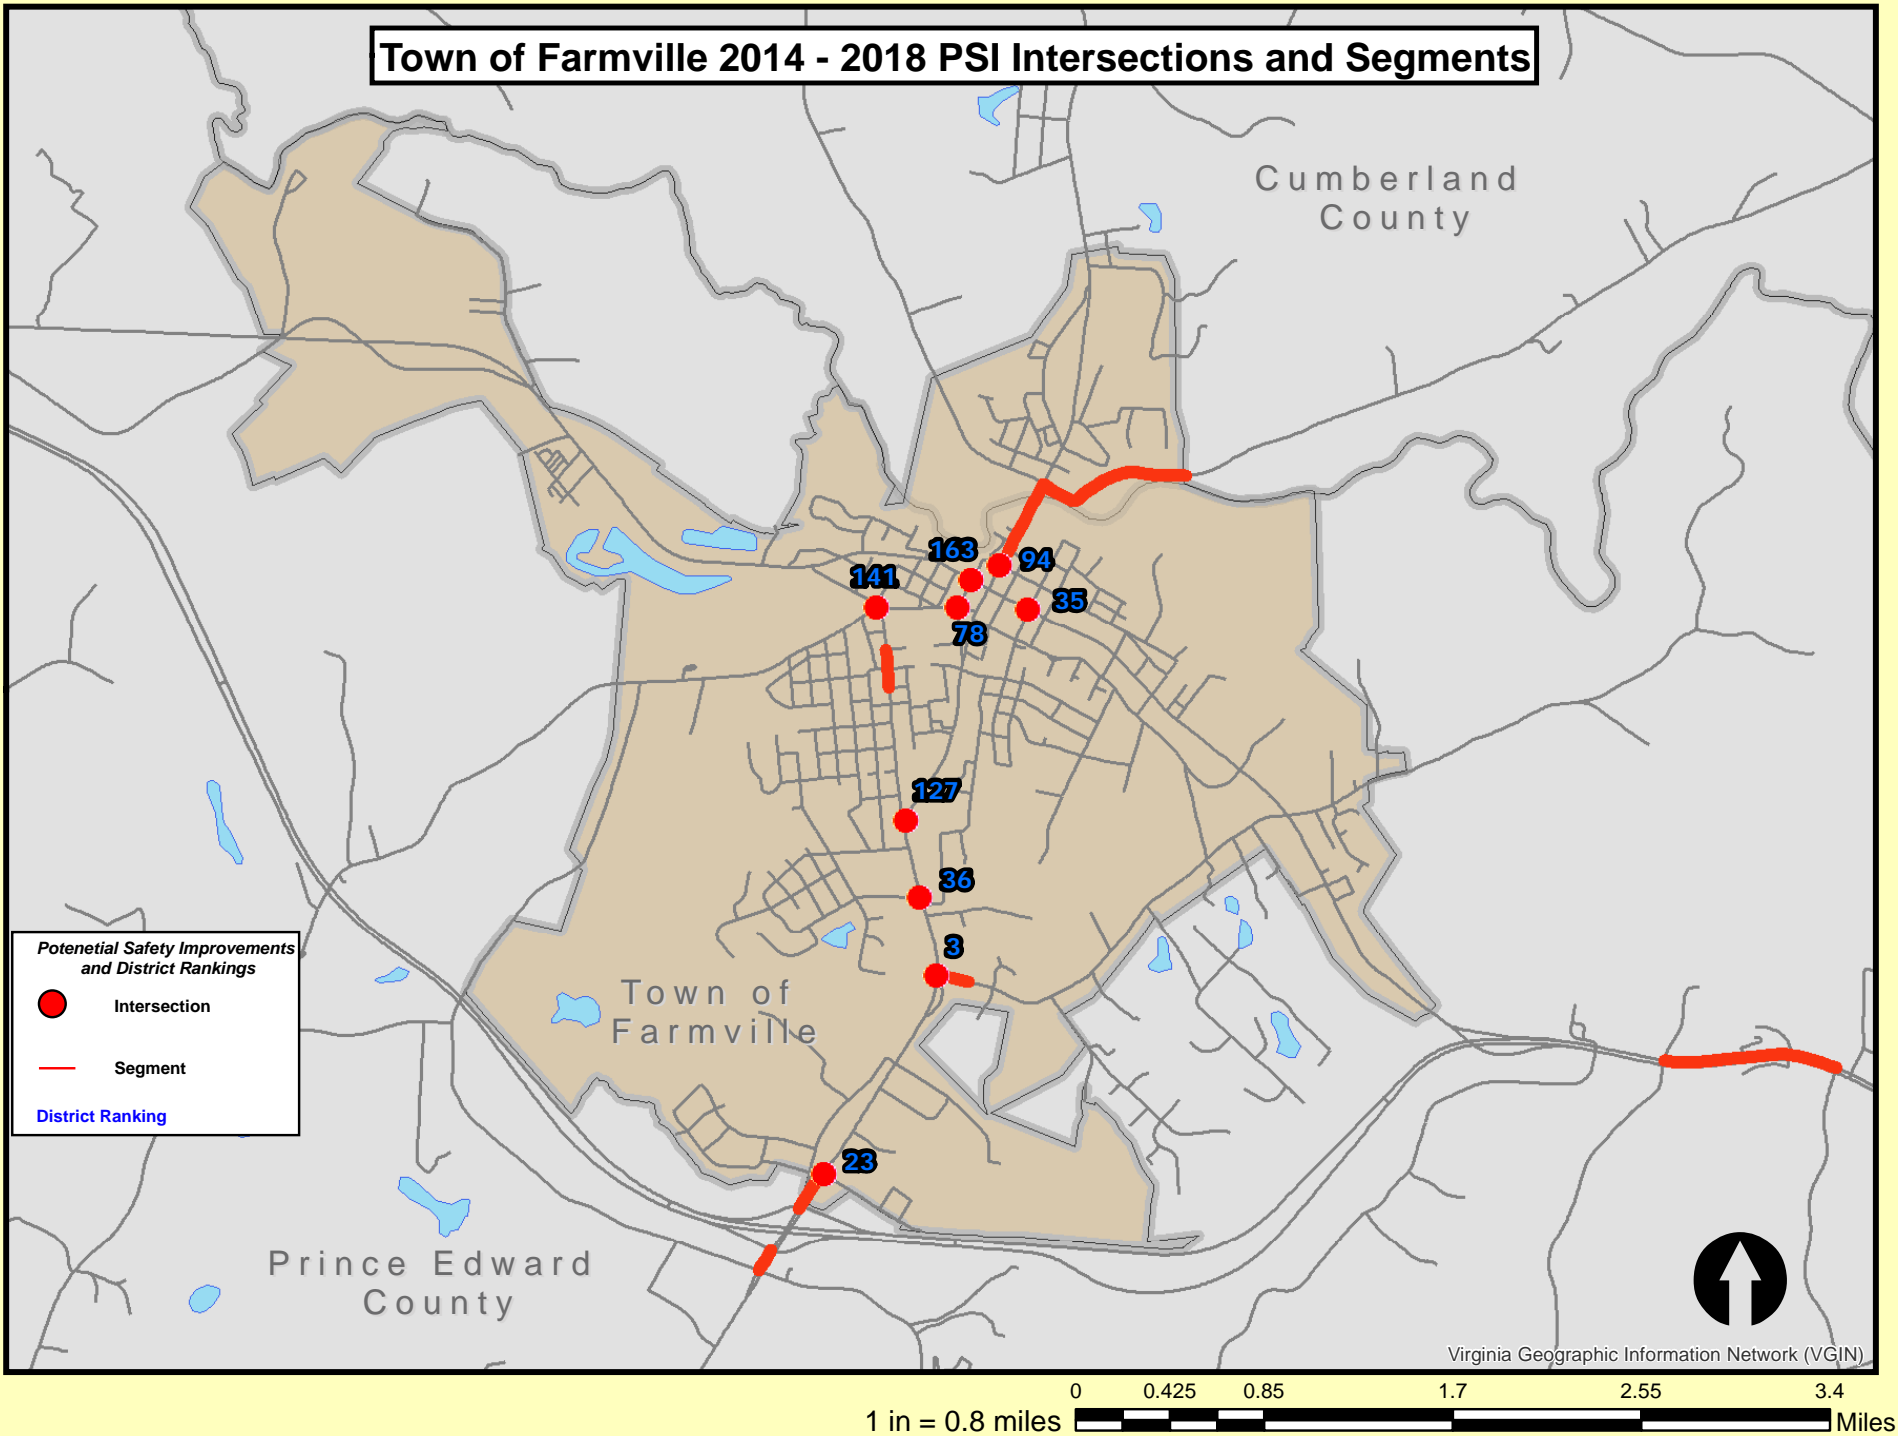 Town of Farmville 2014 - 2018 PSI Intersections and Segments
Cumberland
County
163
94
141
35
78
127
36
3
Potenetial Safety Improvements
and District Rankings
Intersection
Segment
District Ranking
Town of
Farmville
23
Prince Edward
County
Virginia Geographic Information Network (VGIN)
0 0.425 0.85 1.7 2.55 3.4
1 in = 0.8 miles Miles